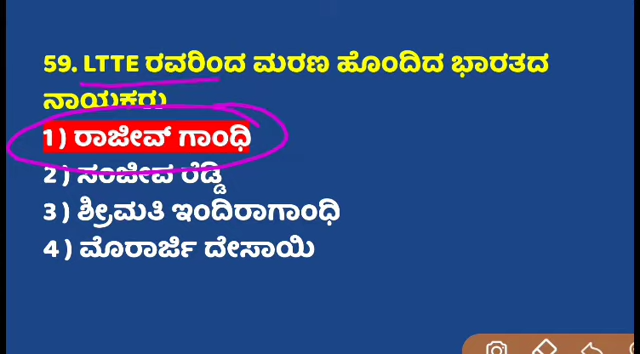 59. LTTE ರವರಿಂದ ಮರಣ ಹೊಂದಿದ ಭಾರತದ
ನಾಯಕರು
1) ರಾಜೀವ್ ಗಾಂಧಿ
2) ಸಂಜೀವ ರೆಡ್ಡಿ
3) ಶ್ರೀಮತಿ ಇಂದಿರಾಗಾಂಧಿ
4) ಮೊರಾರ್ಜಿ ದೇಸಾಯಿ